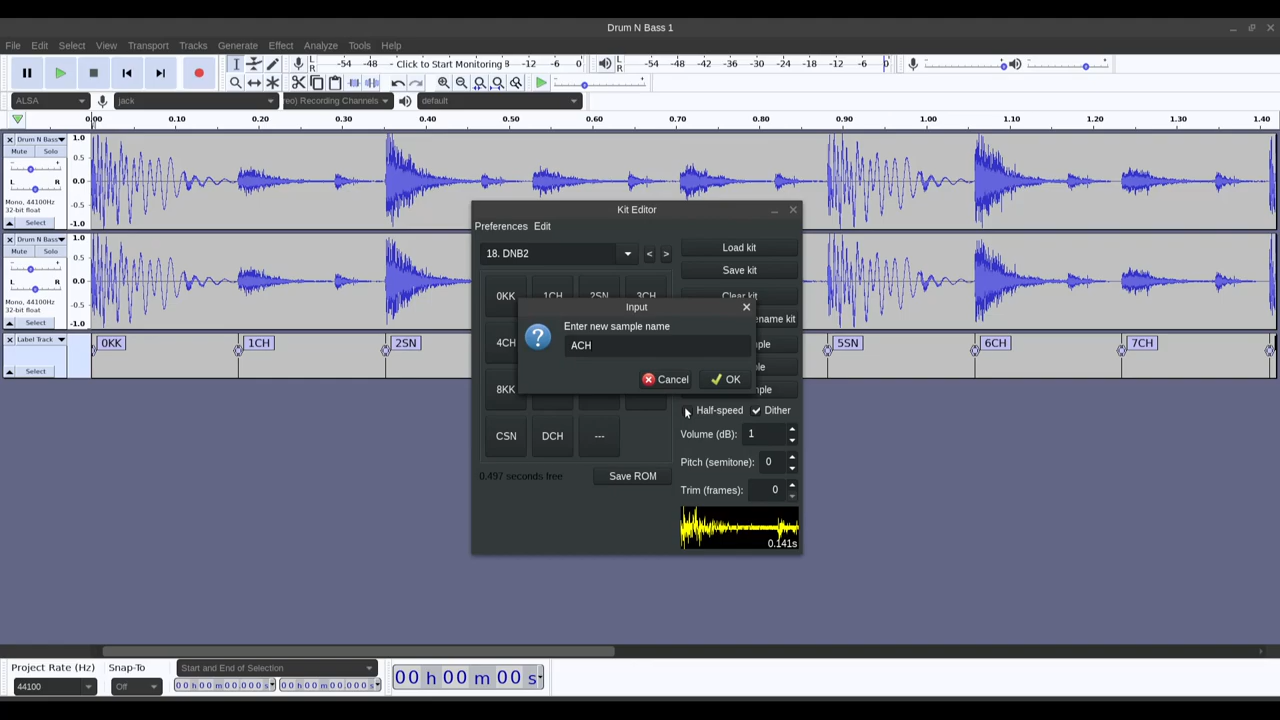 Drum N Bass 1
File Edit Select View Transport Tracks Generate Effect Analyze Tools Help
L R -54 -48 - Click to Start Monitoring 8 -12 -6 0
L R -54 -48 -42 -36 -30 -24 -18 -12 -6 0
ALSA jack eo) Recording Channels default
0.00 0.10 0.20 0.30 0.40 0.50 0.60 0.70 0.80 0.90 1.00 1.10 1.20 1.30 1.40
Drum N Bass
Mute Solo
L R
Mono, 44100Hz
32-bit float
Select
1.0
0.5
0.0
-0.5
-1.0
Drum N Bass
Mute Solo
L R
Mono, 44100Hz
32-bit float
Select
1.0
0.5
0.0
-0.5
-1.0
Label Track
Select
0KK 1CH 2SN 5SN 6CH 7CH
Kit Editor
Preferences Edit
18. DNB2 < >
Load kit
Save kit
Clear kit
ename kit
ple
le
ple
0KK 1CH 2SN 3CH
4CH
8KK
CSN DCH ---
Input
Enter new sample name
ACH
Cancel OK
Half-speed Dither
Volume (dB): 1
Pitch (semitone): 0
Trim (frames): 0
0.497 seconds free Save ROM
0.141s
Project Rate (Hz) Snap-To Start and End of Selection
44100 Off 00 h 00 m 00.000 s 00 h 00 m 00.000 s
00 h 00 m 00 s